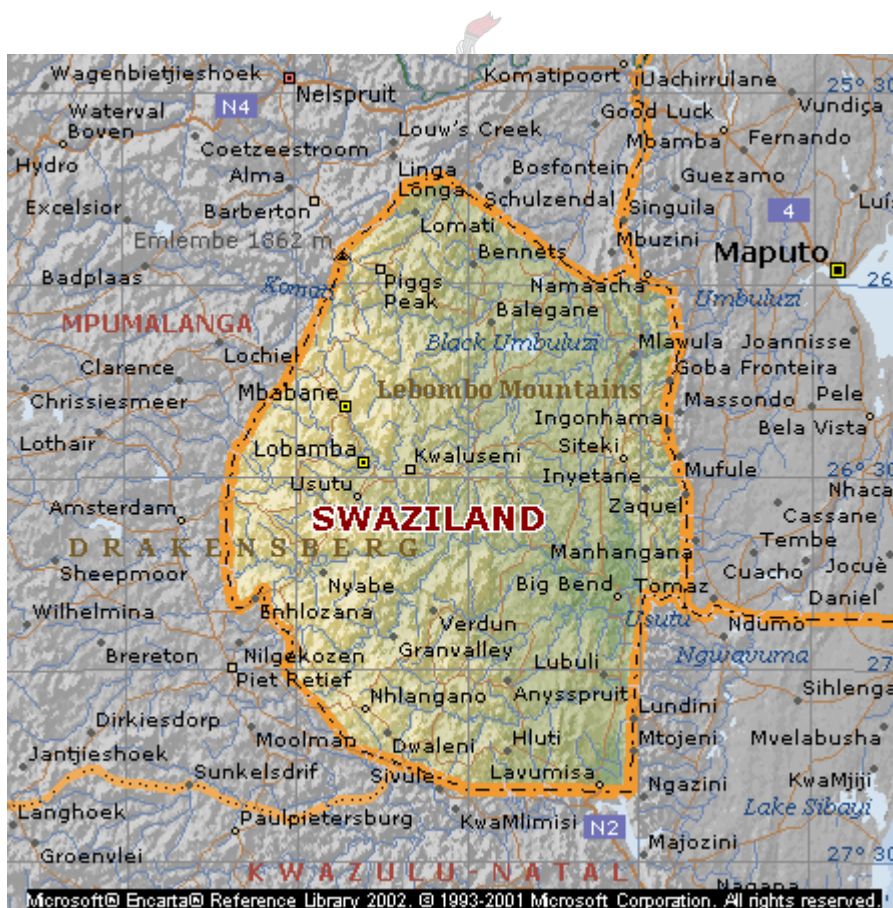 Wagenbietjieshoek
Komatipoort
Uachirrulane
25° 30
Nelspruit
N4
Vundiça
Waterval
Boven
Good Luck
Louw's Creek
Mbamba
Fernando
Hydro
Coetzeestroom
Linga
Longa
Bosfontein
Guezamo
Alma
Schulzendal
Luís
Excelsior
Barberton
Singuila
4
Lomati
Emlembe 1862 m
Bennets
Mbuzini
Maputo
Badplaas
Komati
Piggs
Peak
Namaacha
26
Umbuluzi
Balegane
MPUMALANGA
Black Umbuluzi
Mlawula
Joannisse
Lochiel
Goba Fronteira
Clarence
Mbabane
Lebombo Mountains
Chrissiesmeer
Massondo
Pele
Ingonhamaj
Bela Vista
Lothair
Lobamba
Kwaluseni
Siteki
Inyetane
Mufule
26° 30
Usutu
Nhaca
Amsterdam
SWAZILAND
Zaquel
Cassane
DRAKENSBERG
Manhangana
Tembe
Jocuè
Sheepmoor
Nyabe
Big Bend
Tomaz
Cuacho
Daniel
Wilhelmina
Enhlozana
Verdun
Usutu
Ndumo
Brereton
Nilgekozen
Granvalley
Ngwavuma
Lubuli
27
Piet Retief
Nhlangano
Anysspruit
Sihlenga
Dirkiesdorp
Lundini
Moolman
Dwaleni
Hluti
Mtojeni
Mvelabusha
Jantjieshoek
Sunkelsdrif
Sivule
Lavumisa
Ngazini
KwaMjiji
Langhoek
Paulpietersburg
KwaMlimisi
N2
Lake Sibayi
Groenvlei
Majozini
27° 30
KWAZULU-NATAL
Nagana
Microsoft® Encarta® Reference Library 2002. © 1993-2001 Microsoft Corporation. All rights reserved.